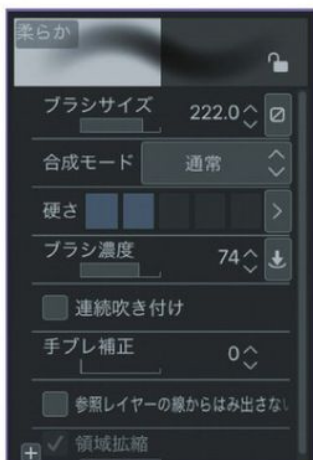 柔らか
ブラシサイズ 222.0
合成モード 通常
硬さ
ブラシ濃度 74
連続吹き付け
手ブレ補正 0
参照レイヤーの線からはみ出さない
領域拡縮